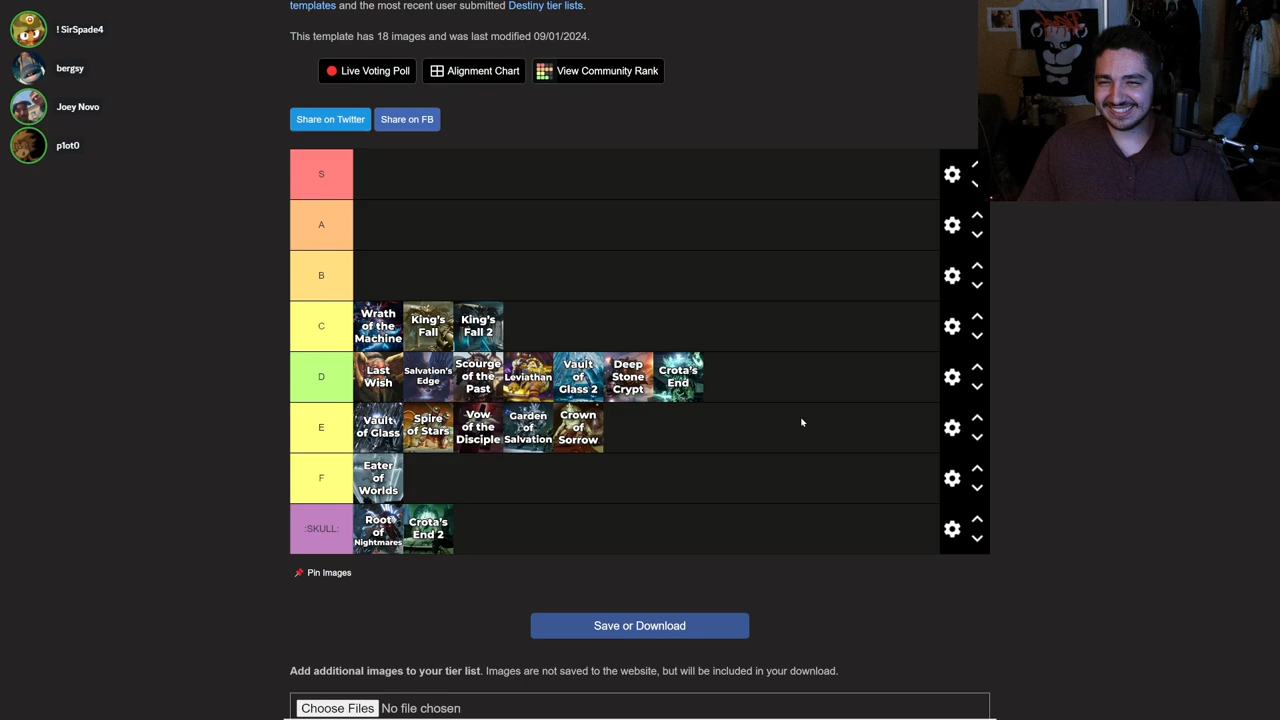 ! SirSpade4
bergsy
Joey Novo
p1ot0
templates and the most recent user submitted Destiny tier lists.
This template has 18 images and was last modified 09/01/2024.
Live Voting Poll
Alignment Chart
View Community Rank
Share on Twitter
Share on FB
S
A
B
C
Wrath
of the
Machine
King's
Fall
King's
Fall 2
D
Last
Wish
Salvation's
Edge
Scourge
of the
Past
Leviathan
Vault
of
Glass 2
Deep
Stone
Crypt
Crota's
End
E
Vault
of Glass
Spire
of Stars
Vow
of the
Disciple
Garden
of
Salvation
Crown
of
Sorrow
F
Eater
of
Worlds
:SKULL:
Root
of
Nightmares
Crota's
End 2
Pin Images
Save or Download
Add additional images to your tier list. Images are not saved to the website, but will be included in your download.
Choose Files No file chosen